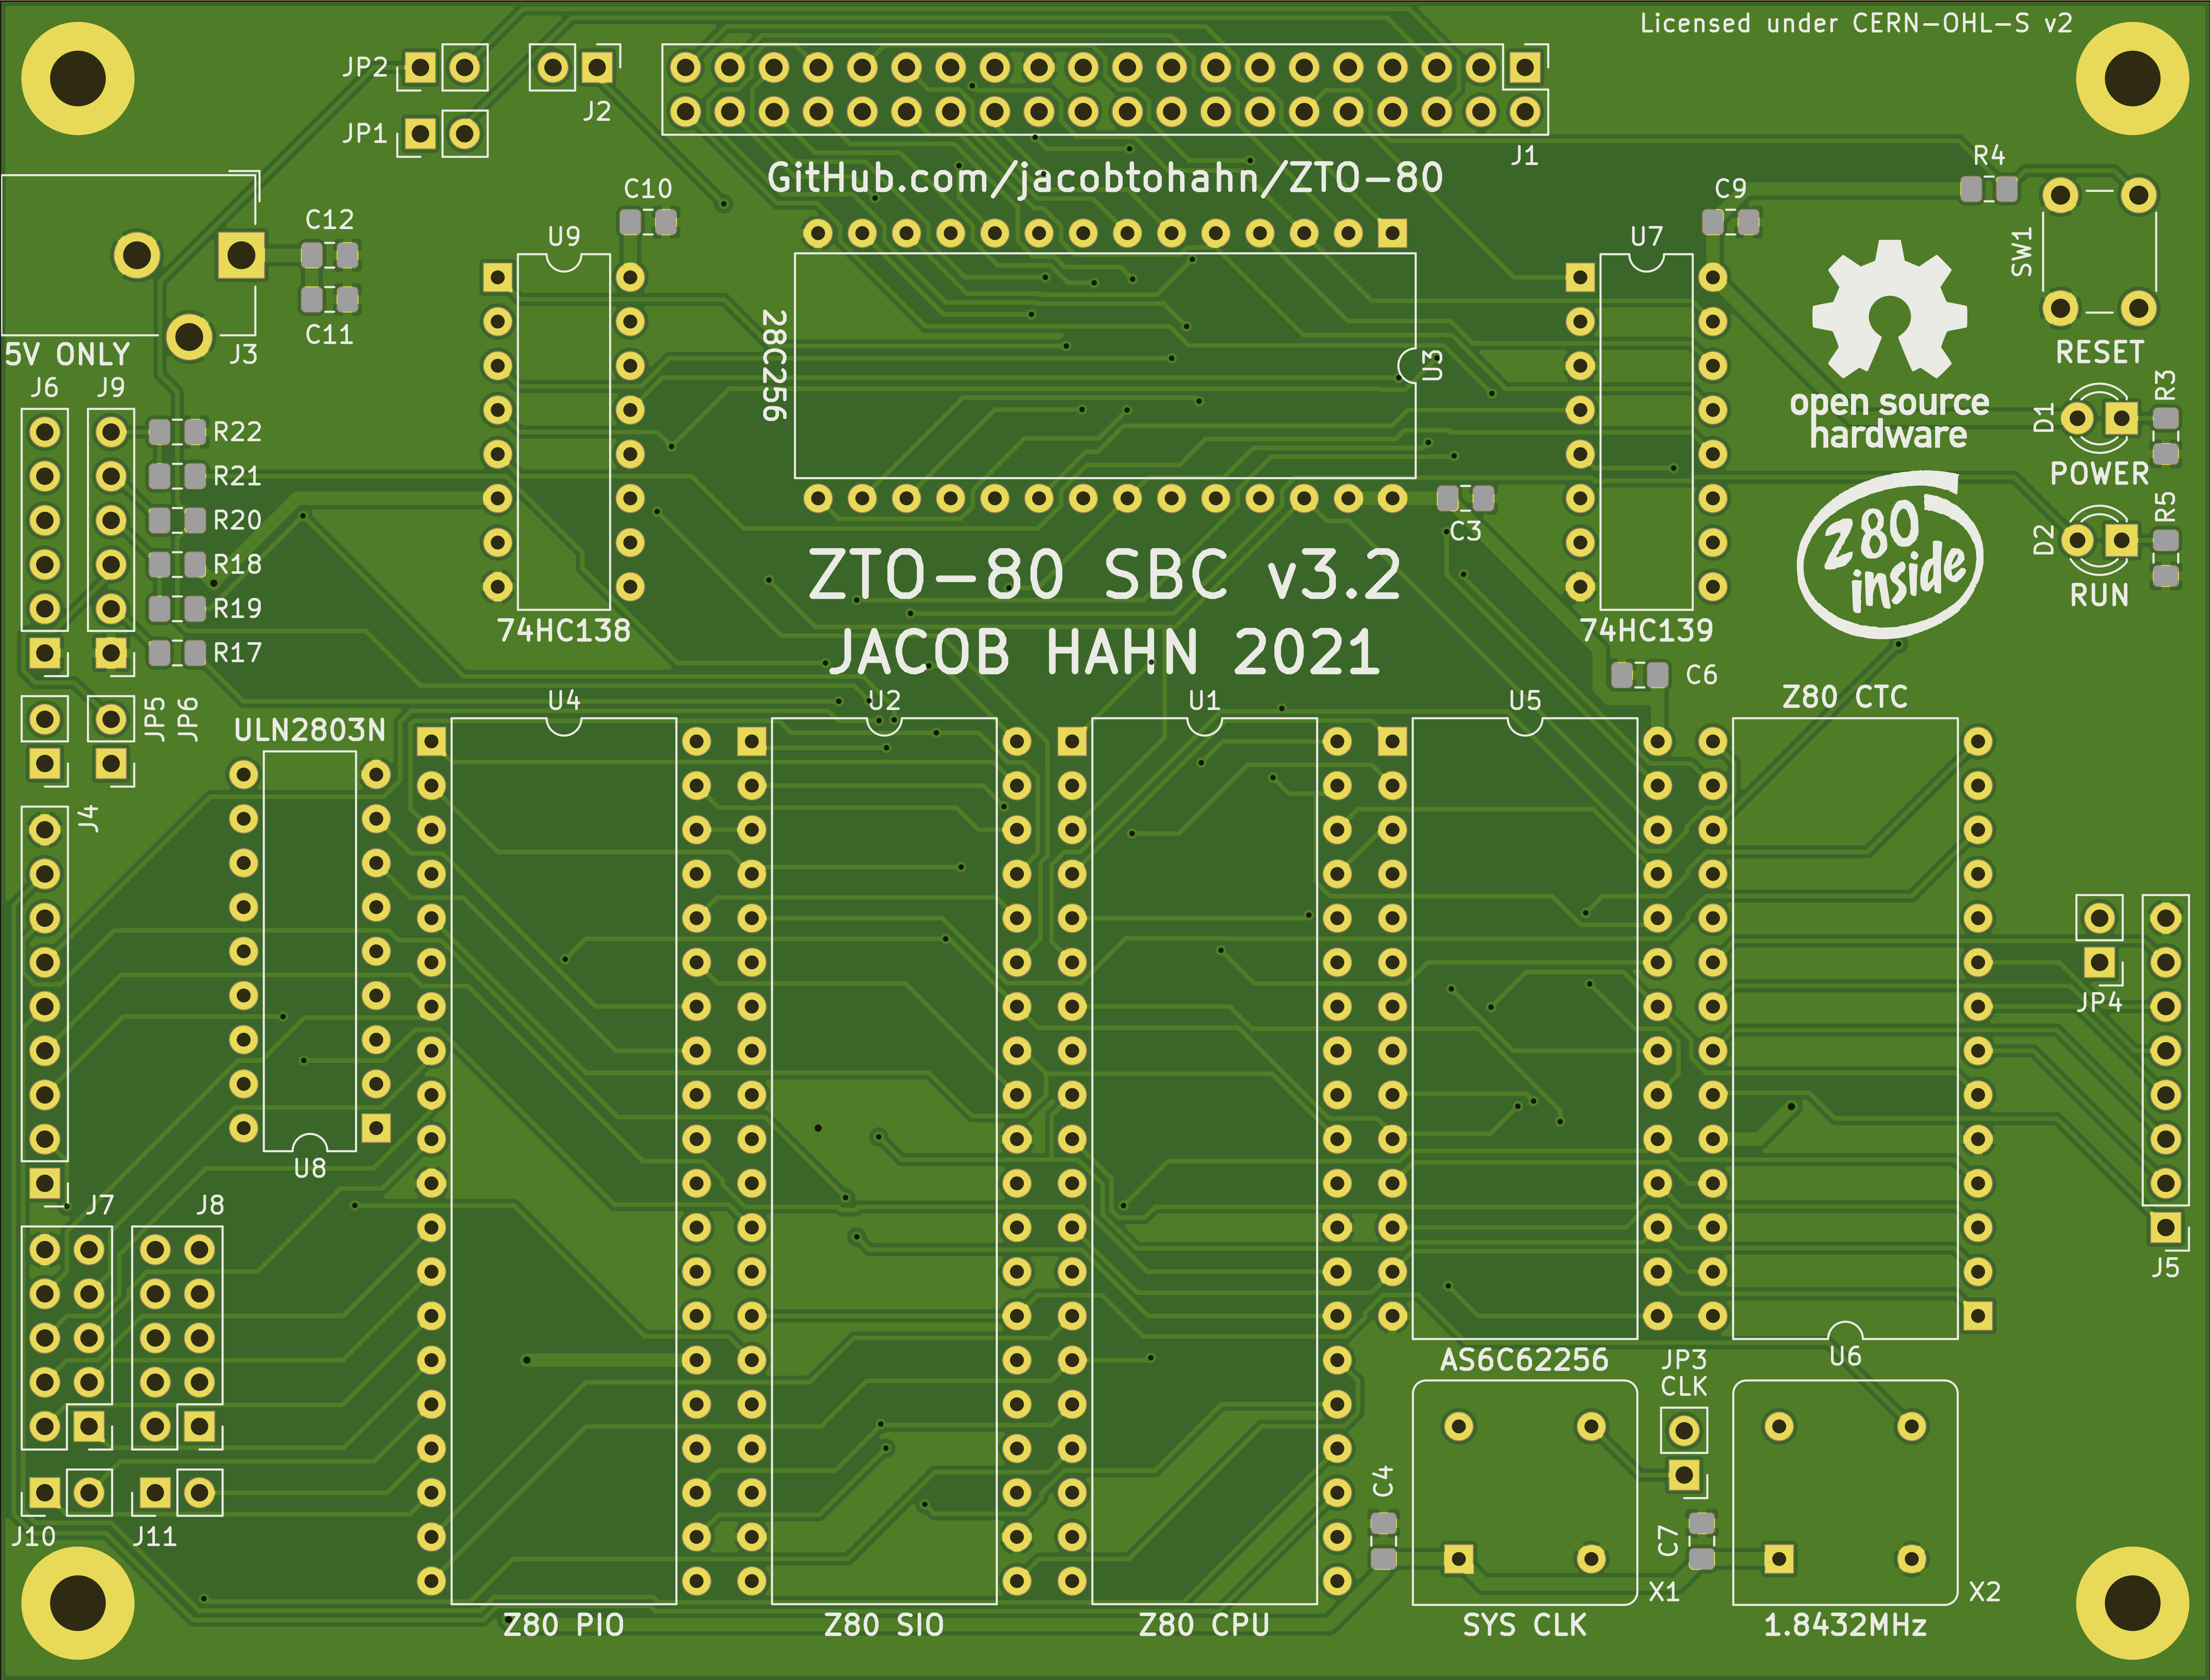 Licensed under CERN-OHL-S v2
JP2
J2
JP1
J1
GitHub.com/jacobtohahn/ZTO-80
R4
C10
C9
C12
U9
U7
SW1
C11
J3
5V ONLY
28C256
U3
RESET
J6
J9
R3
open source
hardware
D1
R22
R21
POWER
C3
R20
R5
Z80
inside
D2
R18
ZTO-80 SBC v3.2
RUN
R19
74HC138
74HC139
R17
JACOB HAHN 2021
C6
Z80 CTC
JP5
JP6
ULN2803N
U4
U2
U1
U5
J4
JP4
U8
J7
J8
J5
AS6C62256
JP3
CLK
U6
C4
J10
J11
C7
X1
X2
Z80 PIO
Z80 SIO
Z80 CPU
SYS CLK
1.8432MHz